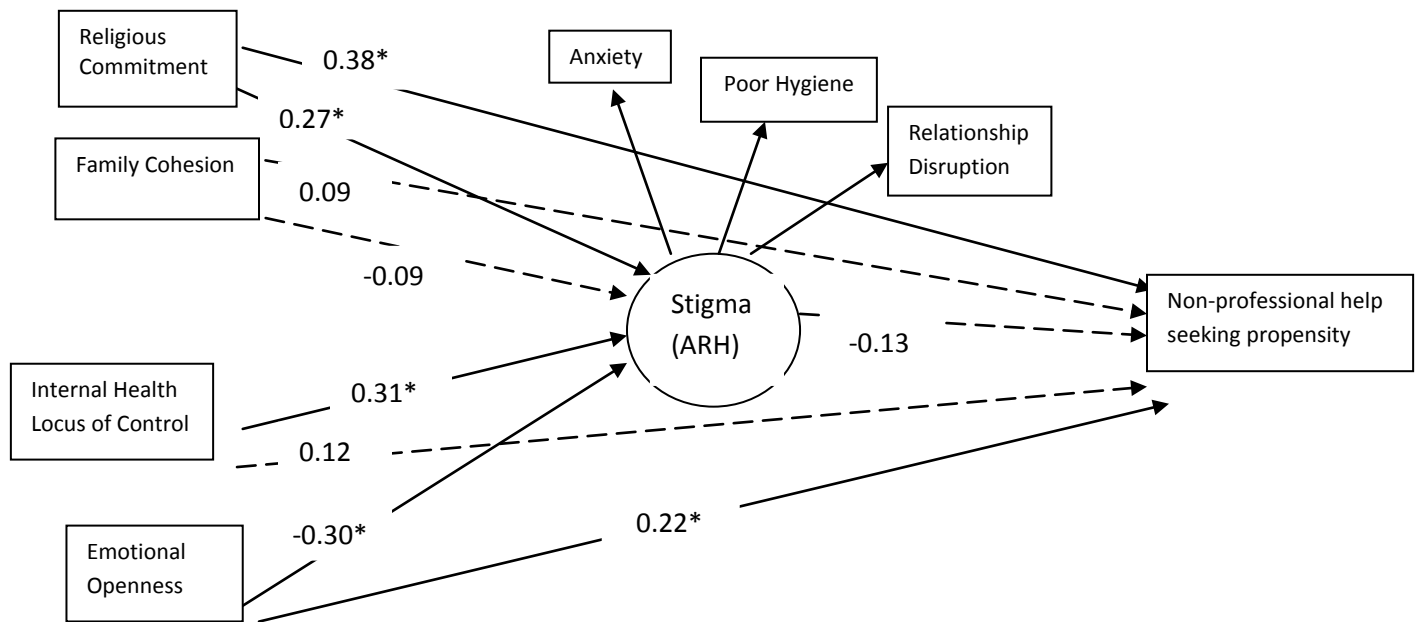 Religious
Commitment
0.38*
Anxiety
Poor Hygiene
0.27*
Relationship
Disruption
Family Cohesion
0.09
-0.09
Stigma
(ARH)
Non-professional help
seeking propensity
-0.13
Internal Health
Locus of Control
0.31*
0.12
-0.30*
0.22*
Emotional
Openness